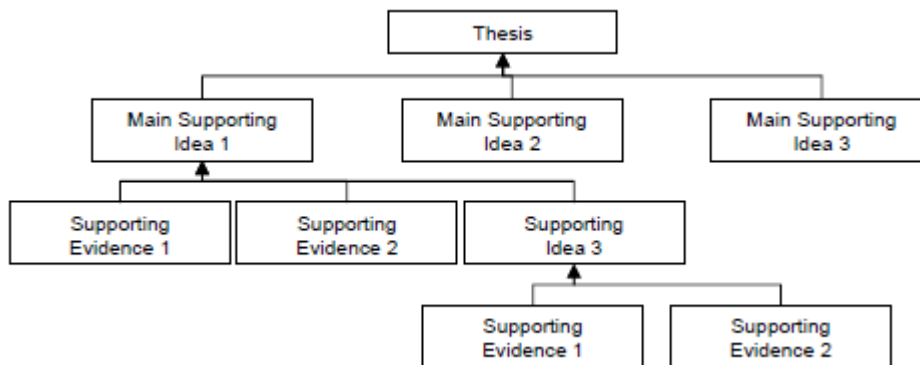 Thesis
Main Supporting
Idea 1
Main Supporting
Idea 2
Main Supporting
Idea 3
Supporting
Evidence 1
Supporting
Evidence 2
Supporting
Idea 3
Supporting
Evidence 1
Supporting
Evidence 2